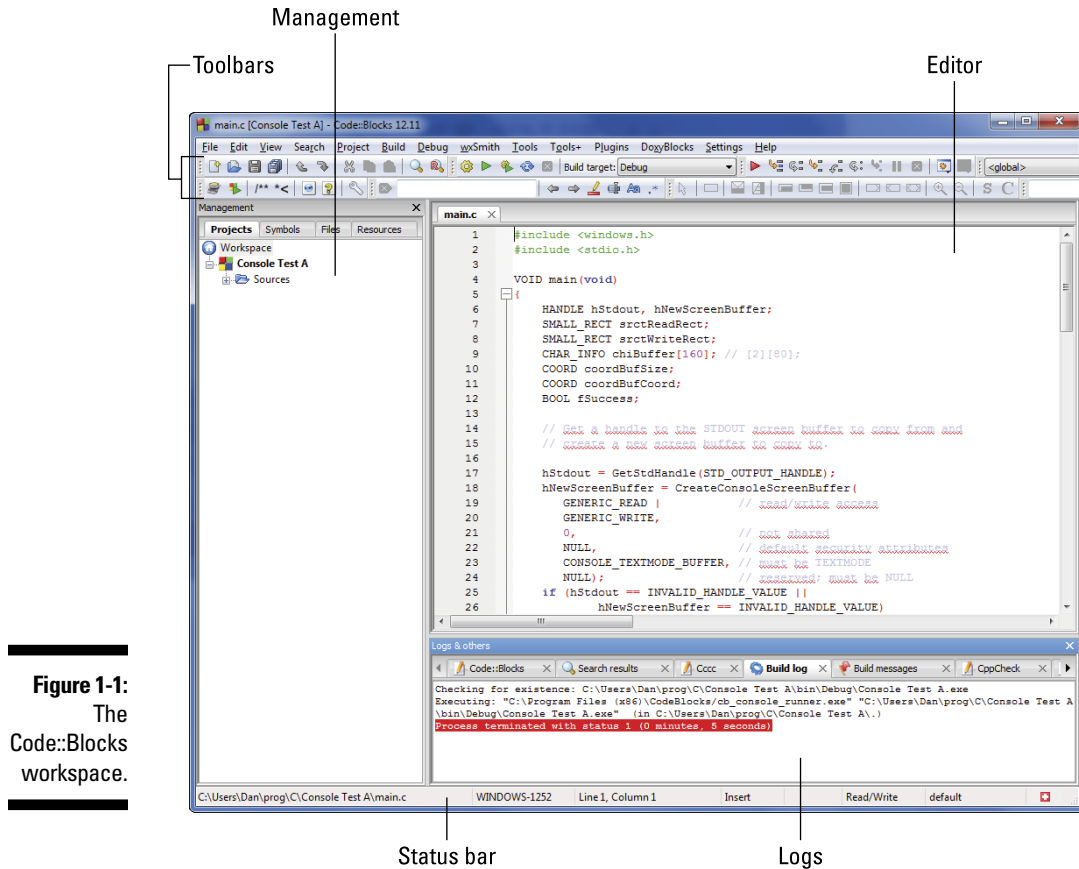 Management
Toolbars
Editor
main.c [Console Test A] - Code::Blocks 12.11
File Edit View Search Project Build Debug wxSmith Tools Tools+ Plugins DoxyBlocks Settings Help
Build target: Debug
<global>
/** *<
.*
S C
Management
Projects Symbols Files Resources
Workspace
Console Test A
Sources
main.c
1 #include <windows.h>
2 #include <stdio.h>
3
4 VOID main(void)
5 {
6 HANDLE hStdout, hNewScreenBuffer;
7 SMALL_RECT srctReadRect;
8 SMALL_RECT srctWriteRect;
9 CHAR_INFO chiBuffer[160]; // [2][80];
10 COORD coordBufSize;
11 COORD coordBufCoord;
12 BOOL fSuccess;
13
14 // Get a handle to the STDOUT screen buffer to copy from and
15 // create a new screen buffer to copy to.
16
17 hStdout = GetStdHandle(STD_OUTPUT_HANDLE);
18 hNewScreenBuffer = CreateConsoleScreenBuffer(
19 GENERIC_READ | // read/write access
20 GENERIC_WRITE,
21 0, // not shared
22 NULL, // default security attributes
23 CONSOLE_TEXTMODE_BUFFER, // must be TEXTMODE
24 NULL); // reserved; must be NULL
25 if (hStdout == INVALID_HANDLE_VALUE ||
26 hNewScreenBuffer == INVALID_HANDLE_VALUE)
Logs & others
Code::Blocks Search results Cccc Build log Build messages CppCheck
Checking for existence: C:\Users\Dan\prog\C\Console Test A\bin\Debug\Console Test A.exe
Executing: "C:\Program Files (x86)\CodeBlocks/cb_console_runner.exe" "C:\Users\Dan\prog\C\Console Test A
\bin\Debug\Console Test A.exe" (in C:\Users\Dan\prog\C\Console Test A\.)
Process terminated with status 1 (0 minutes, 5 seconds)
C:\Users\Dan\prog\C\Console Test A\main.c WINDOWS-1252 Line 1, Column 1 Insert Read/Write default
Figure 1-1:
The
Code::Blocks
workspace.
Status bar
Logs